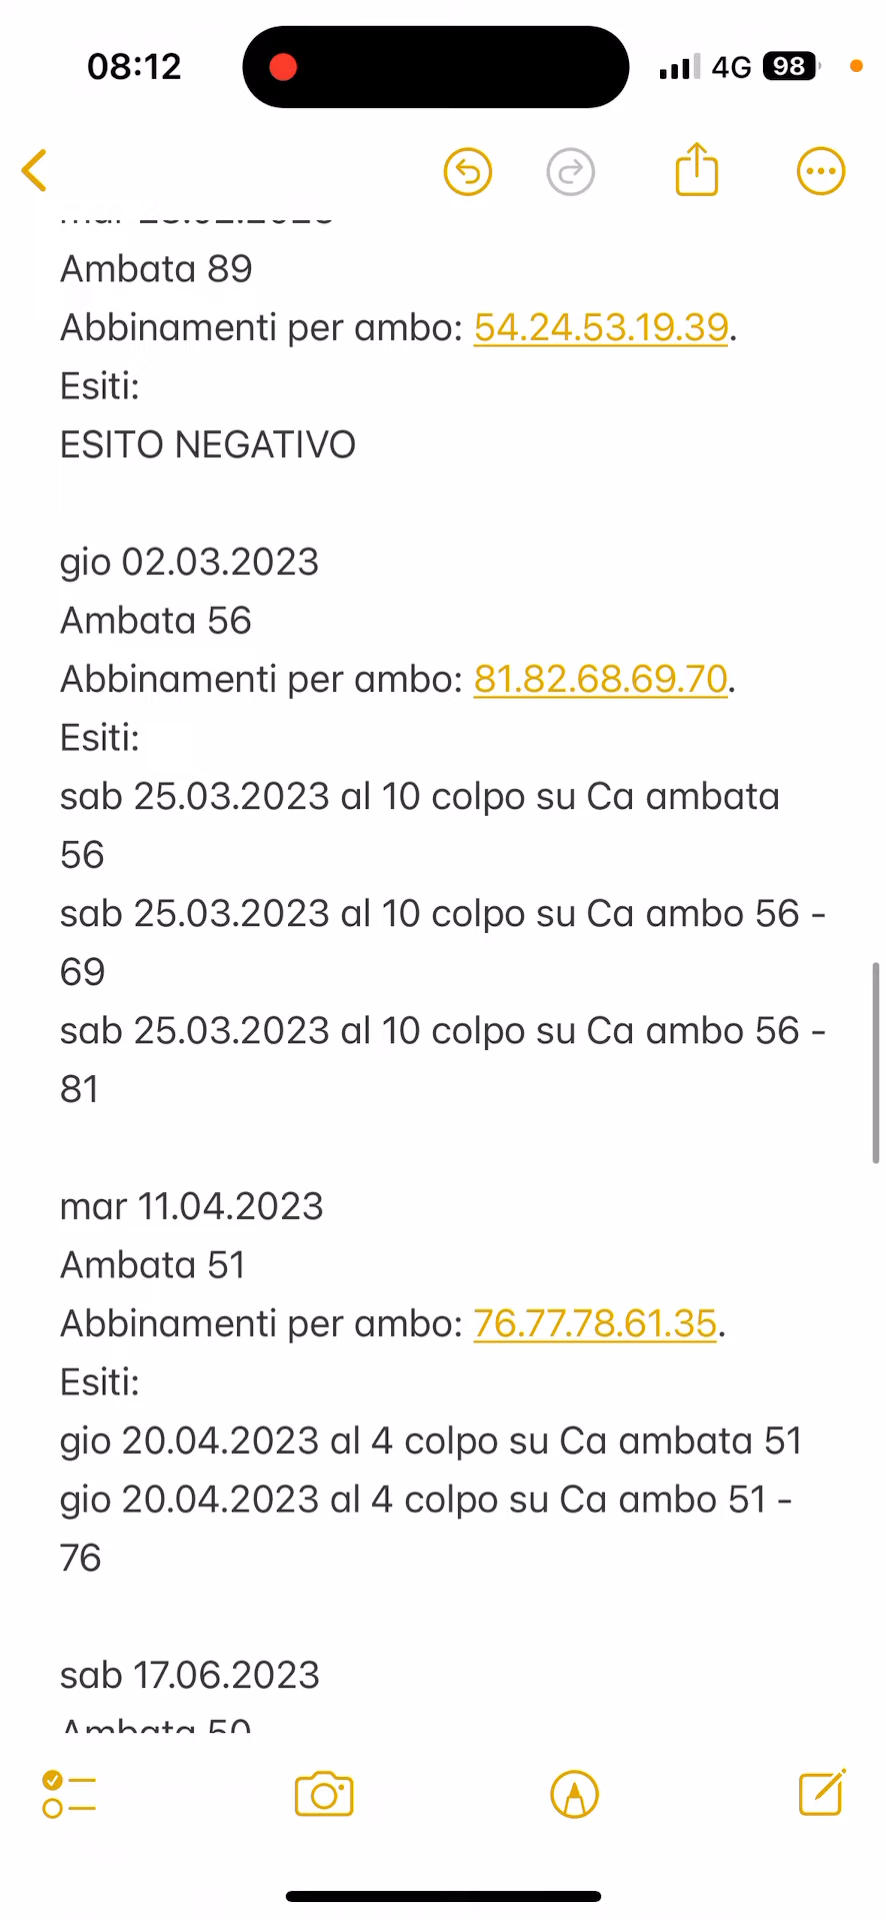 08:12
4G 98
Ambata 89
Abbinamenti per ambo: 54.24.53.19.39.
Esiti:
ESITO NEGATIVO
gio 02.03.2023
Ambata 56
Abbinamenti per ambo: 81.82.68.69.70.
Esiti:
sab 25.03.2023 al 10 colpo su Ca ambata
56
sab 25.03.2023 al 10 colpo su Ca ambo 56 -
69
sab 25.03.2023 al 10 colpo su Ca ambo 56 -
81
mar 11.04.2023
Ambata 51
Abbinamenti per ambo: 76.77.78.61.35.
Esiti:
gio 20.04.2023 al 4 colpo su Ca ambata 51
gio 20.04.2023 al 4 colpo su Ca ambo 51 -
76
sab 17.06.2023
Ambata 50